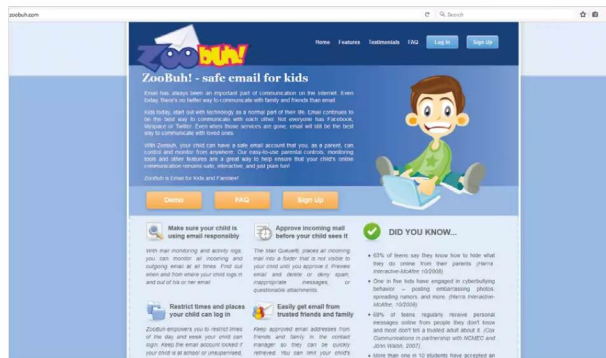 zoobuh.com
Search
ZooBuh!
Home Features Testimonials FAQ Log In Sign Up
ZooBuh! - safe email for kids
Email has always been an important part of communication on the internet. Even
today, there's no better way to communicate with family and friends than email.
Kids today, start out with technology as a normal part of their life. Email continues to
be the best way to communicate with each other. Not everyone has Facebook,
Myspace or Twitter. Even when those services are gone, email will still be the best
way to communicate with loved ones.
With ZooBuh, your child can have a safe email account that you, as a parent, can
control and monitor from anywhere. Our easy-to-use parental controls, monitoring
tools and other features are a great way to help ensure that your child's online
communication remains safe, interactive, and just plain fun!
ZooBuh is Email for Kids and Families!
Demo FAQ Sign Up
Make sure your child is
using email responsibly
With mail monitoring and activity logs,
you can monitor all incoming and
outgoing email at all times. Find out
when and from where your child logs in
and out of his or her email.
Approve incoming mail
before your child sees it
The Mail Queue places all incoming
mail into a folder that is not visible to
your child until you approve it. Preview
email and delete or deny spam,
inappropriate messages, or
questionable attachments.
DID YOU KNOW...
63% of teens say they know how to hide what
they do online from their parents (Harris
Interactive-McAfee 10/2008).
One in five kids have engaged in cyberbullying
behavior – posting embarrassing photos,
spreading rumors, and more. (Harris Interactive-
McAfee, 10/2008).
69% of teens regularly receive personal
messages online from people they don't know
and most don't tell a trusted adult about it. (Cox
Communications in partnership with NCMEC and
John Walsh, 2007)
More than one in 10 students have accepted an
Restrict times and places
your child can log in
ZooBuh empowers you to restrict times
of the day and week your child can
login. Keep the email account locked if
your child is at school or unsupervised,
Easily get email from
trusted friends and family
Keep approved email addresses from
friends and family in the contact
manager so they can be quickly
retrieved. You can limit your child's